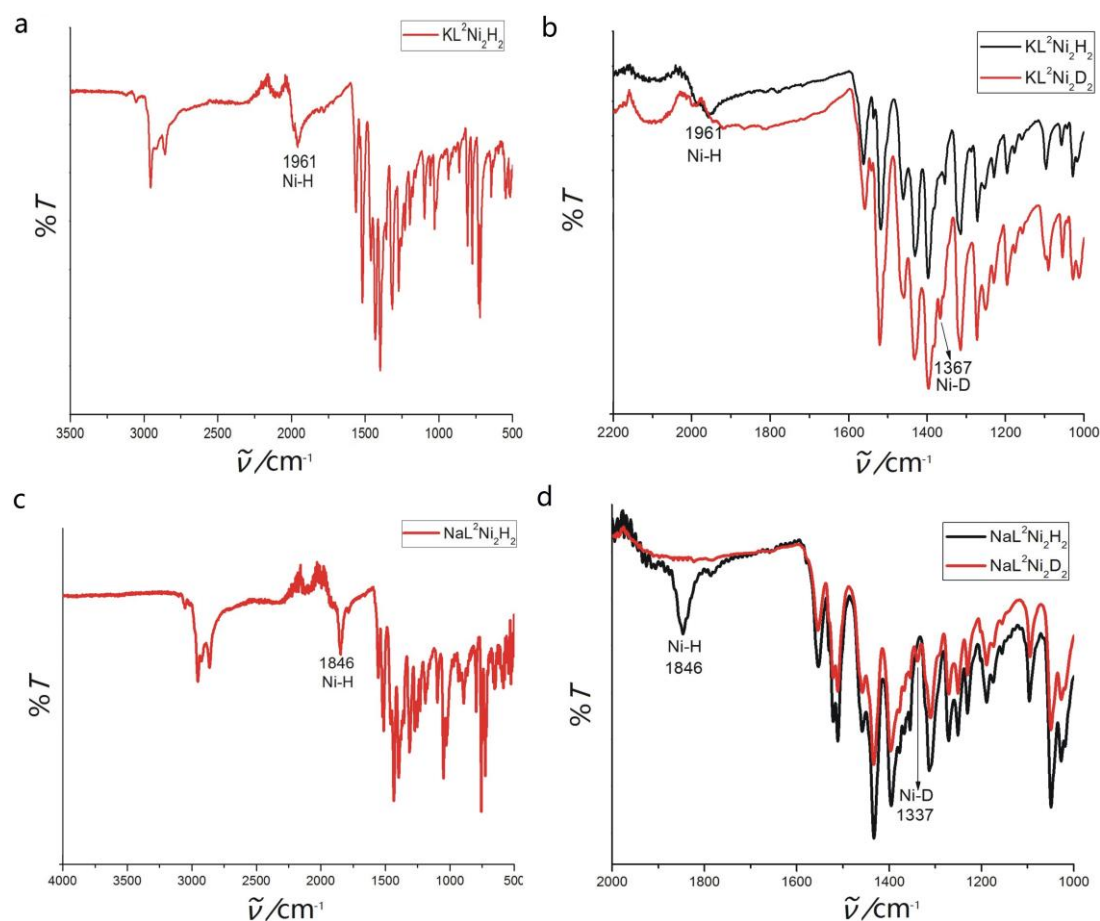 a
KL²Ni₂H₂
%T
1961
Ni-H
3500
3000
2500
2000
1500
1000
500
ṽ/cm⁻¹
b
KL²Ni₂H₂
KL²Ni₂D₂
%T
1961
Ni-H
1367
Ni-D
2200
2000
1800
1600
1400
1200
1000
ṽ/cm⁻¹
c
NaL²Ni₂H₂
%T
1846
Ni-H
4000
3500
3000
2500
2000
1500
1000
500
ṽ/cm⁻¹
d
NaL²Ni₂H₂
NaL²Ni₂D₂
%T
Ni-H
1846
Ni-D
1337
2000
1800
1600
1400
1200
1000
ṽ/cm⁻¹